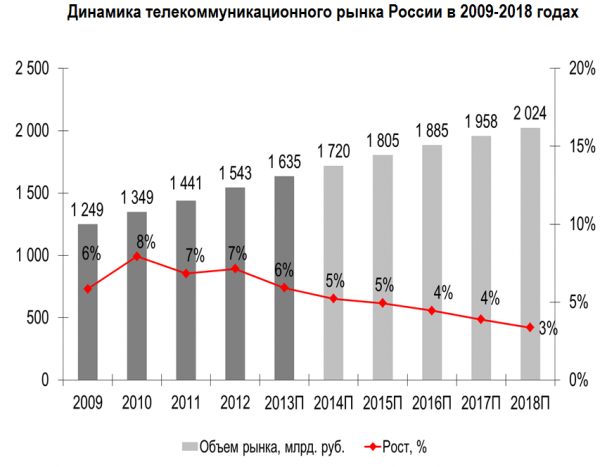 Динамика телекоммуникационного рынка России в 2009-2018 годах
2 500 20%
2 024
1 958
1 885
1 805
2 000 1 720
1 635
1 543 15%
1 441
1 349
1 500
1 249
10%
8%
6% 7% 7% 6%
1 000
5% 5% 4% 4%
3%
500 5%
0 0%
2009 2010 2011 2012 2013П 2014П 2015П 2016П 2017П 2018П
Объем рынка, млрд. руб. Рост, %